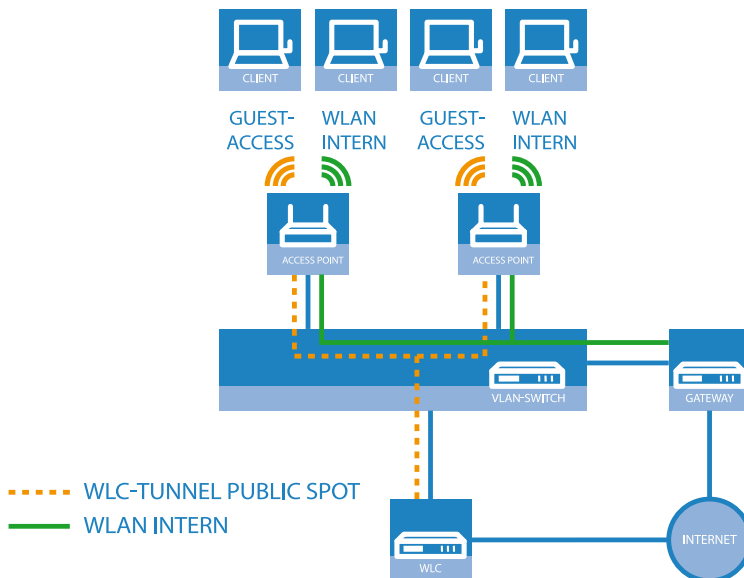 CLIENT
CLIENT
CLIENT
CLIENT
GUEST-
ACCESS
WLAN
INTERN
GUEST-
ACCESS
WLAN
INTERN
ACCESS POINT
ACCESS POINT
VLAN-SWITCH
GATEWAY
WLC-TUNNEL PUBLIC SPOT
WLAN INTERN
WLC
INTERNET